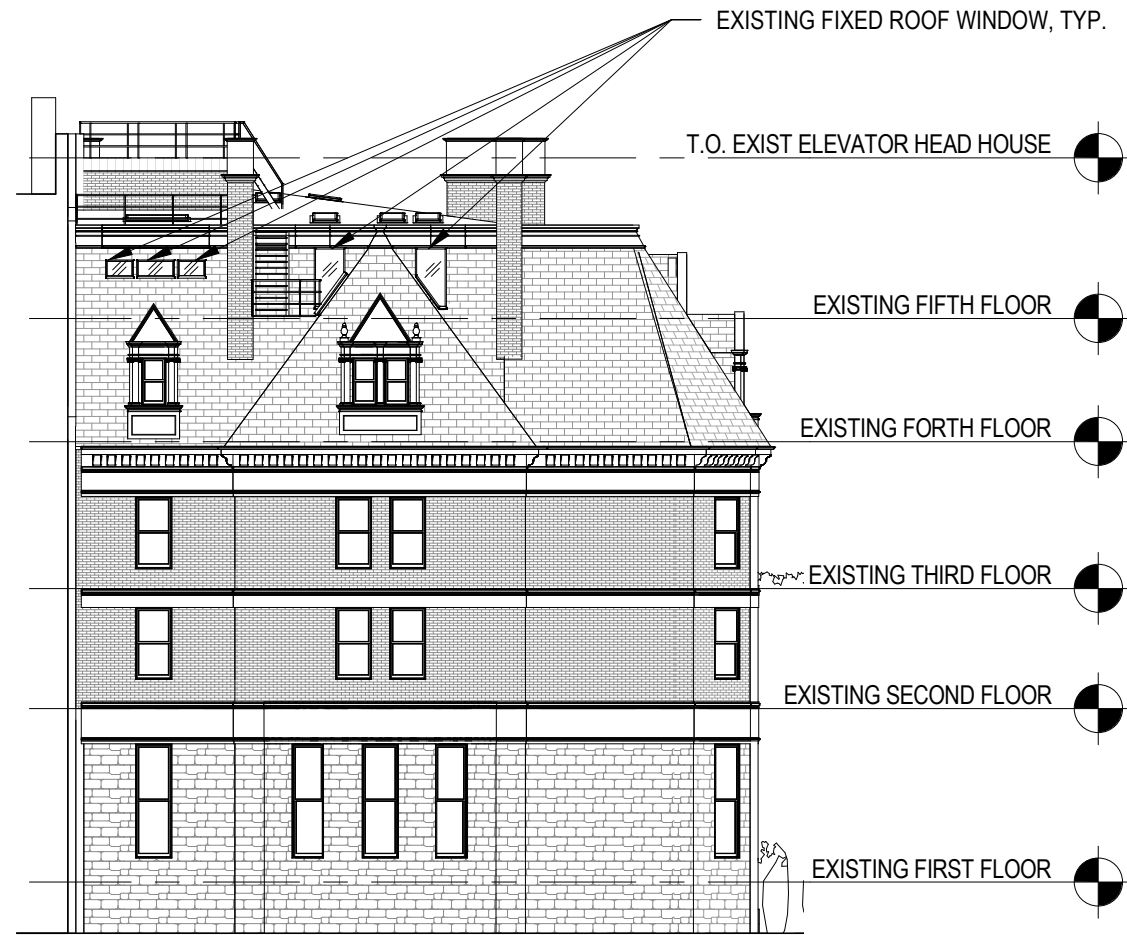 EXISTING FIXED ROOF WINDOW, TYP.
T.O. EXIST ELEVATOR HEAD HOUSE
EXISTING FIFTH FLOOR
EXISTING FORTH FLOOR
EXISTING THIRD FLOOR
EXISTING SECOND FLOOR
EXISTING FIRST FLOOR